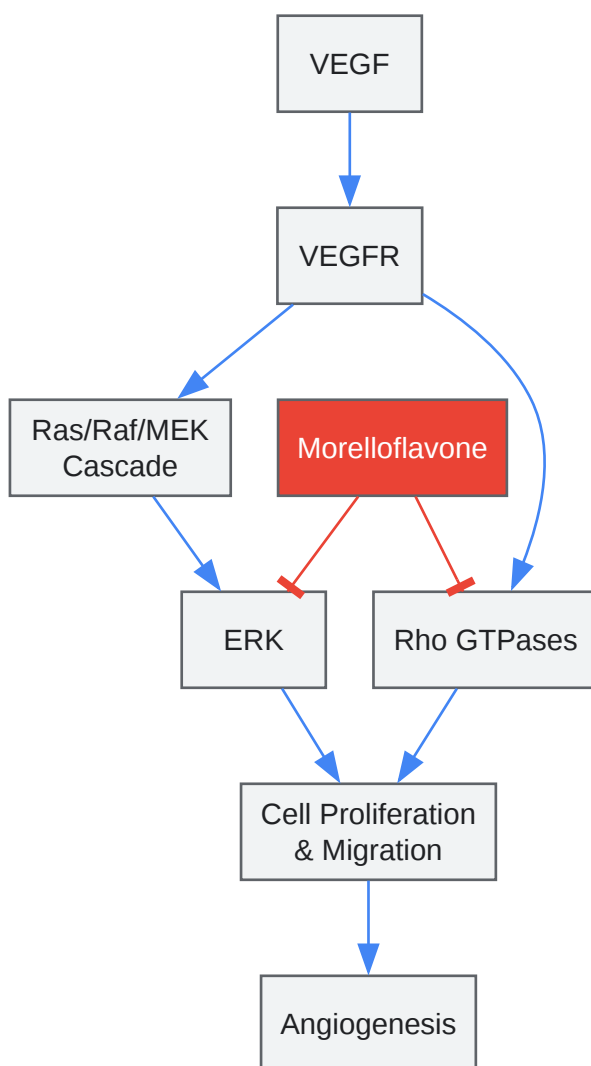 VEGF
VEGFR
Ras/Raf/MEK
Cascade
Morelloflavone
ERK
Rho GTPases
Cell Proliferation
& Migration
Angiogenesis